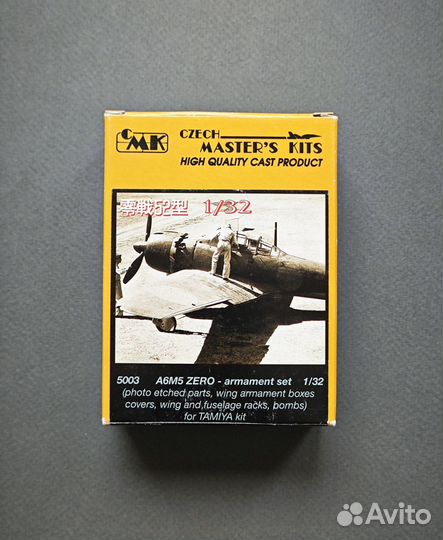 CMK
CZECH
MASTER'S KITS
HIGH QUALITY CAST PRODUCT
零戦52型 1/32
5003 A6M5 ZERO - armament set 1/32
(photo etched parts, wing armament boxes
covers, wing and fuselage racks, bombs)
for TAMIYA kit
Avito